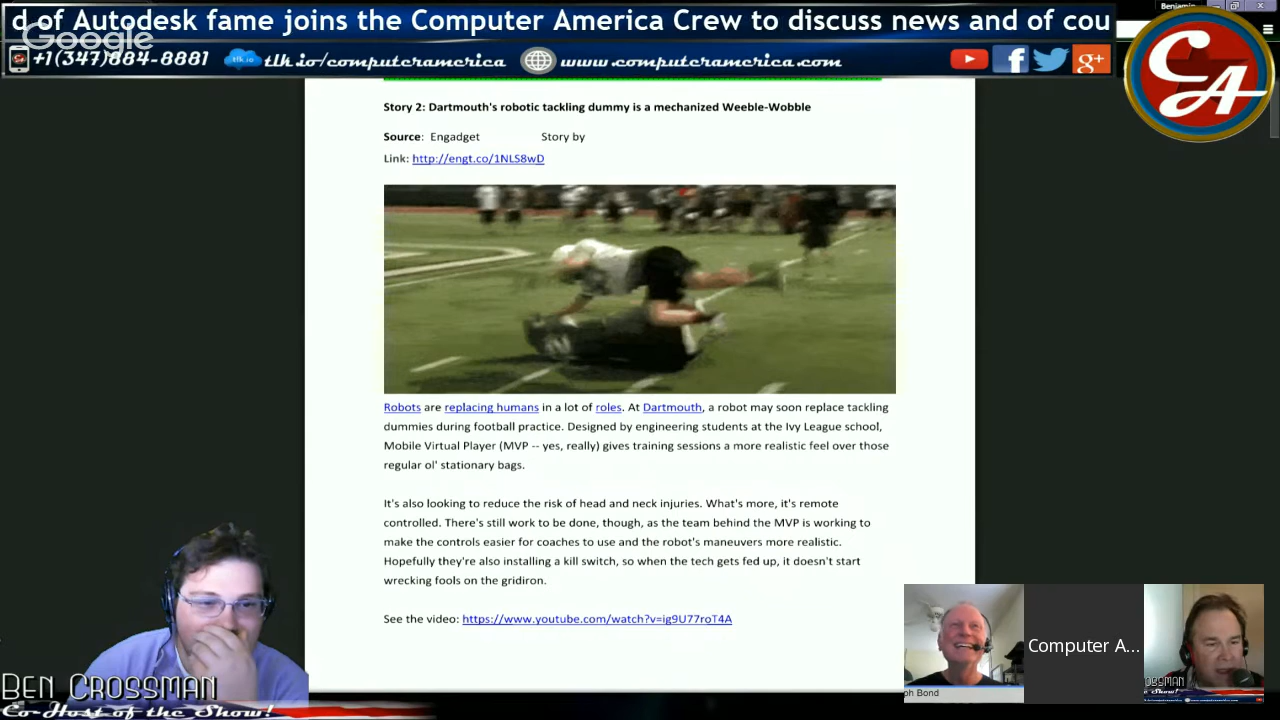 d of Autodesk fame joins the Computer America Crew to discuss news and of cou
Benjamin
Google
+1(347)884-8881 tlk.io tlk.io/computeramerica www.computeramerica.com f g+
CA
Story 2: Dartmouth's robotic tackling dummy is a mechanized Weeble-Wobble
Source: Engadget Story by
Link: http://engt.co/1NLS8wD
Robots are replacing humans in a lot of roles. At Dartmouth, a robot may soon replace tackling
dummies during football practice. Designed by engineering students at the Ivy League school,
Mobile Virtual Player (MVP -- yes, really) gives training sessions a more realistic feel over those
regular ol' stationary bags.
It's also looking to reduce the risk of head and neck injuries. What's more, it's remote
controlled. There's still work to be done, though, as the team behind the MVP is working to
make the controls easier for coaches to use and the robot's maneuvers more realistic.
Hopefully they're also installing a kill switch, so when the tech gets fed up, it doesn't start
wrecking fools on the gridiron.
See the video: https://www.youtube.com/watch?v=ig9U77roT4A
Computer A...
BEN CROSSMAN
Co-Host of the Show!
ph Bond
SSMAN